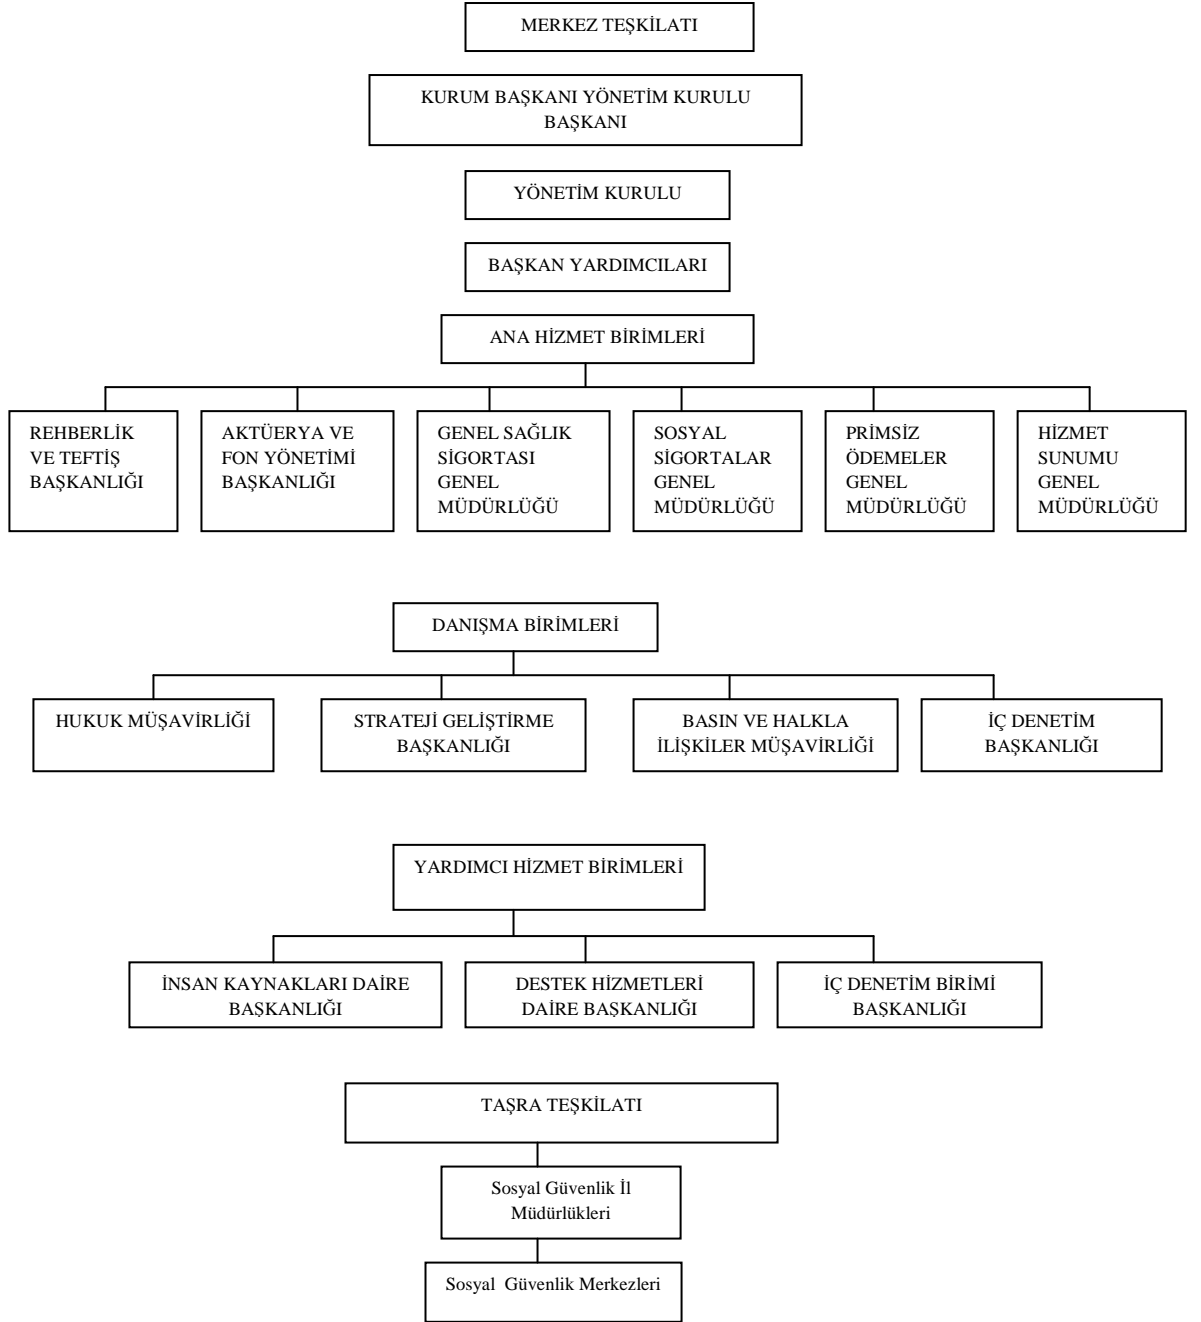 MERKEZ TEŞKİLATI
KURUM BAŞKANI YÖNETİM KURULU
BAŞKANI
YÖNETİM KURULU
BAŞKAN YARDIMCILARI
ANA HİZMET BİRİMLERİ
REHBERLİK
VE TEFTİŞ
BAŞKANLIĞI
AKTÜERYA VE
FON YÖNETİMİ
BAŞKANLIĞI
GENEL SAĞLIK
SİGORTASI
GENEL
MÜDÜRLÜĞÜ
SOSYAL
SİGORTALAR
GENEL
MÜDÜRLÜĞÜ
PRİMSİZ
ÖDEMELER
GENEL
MÜDÜRLÜĞÜ
HİZMET
SUNUMU
GENEL
MÜDÜRLÜĞÜ
DANIŞMA BİRİMLERİ
HUKUK MÜŞAVİRLİĞİ
STRATEJİ GELİŞTİRME
BAŞKANLIĞI
BASIN VE HALKLA
İLİŞKİLER MÜŞAVİRLİĞİ
İÇ DENETİM
BAŞKANLIĞI
YARDIMCI HİZMET BİRİMLERİ
İNSAN KAYNAKLARI DAİRE
BAŞKANLIĞI
DESTEK HİZMETLERİ
DAİRE BAŞKANLIĞI
İÇ DENETİM BİRİMİ
BAŞKANLIĞI
TAŞRA TEŞKİLATI
Sosyal Güvenlik İl
Müdürlükleri
Sosyal  Güvenlik Merkezleri